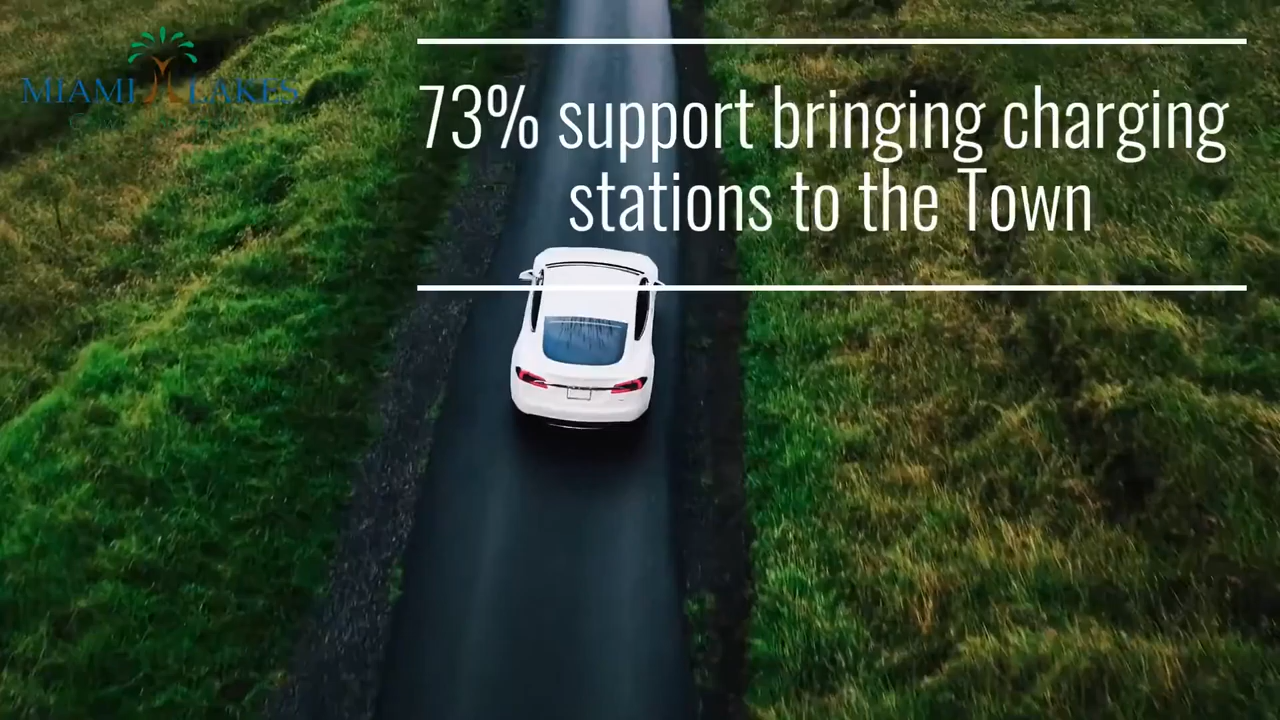 MIAMI LAKES
73% support bringing charging
stations to the Town